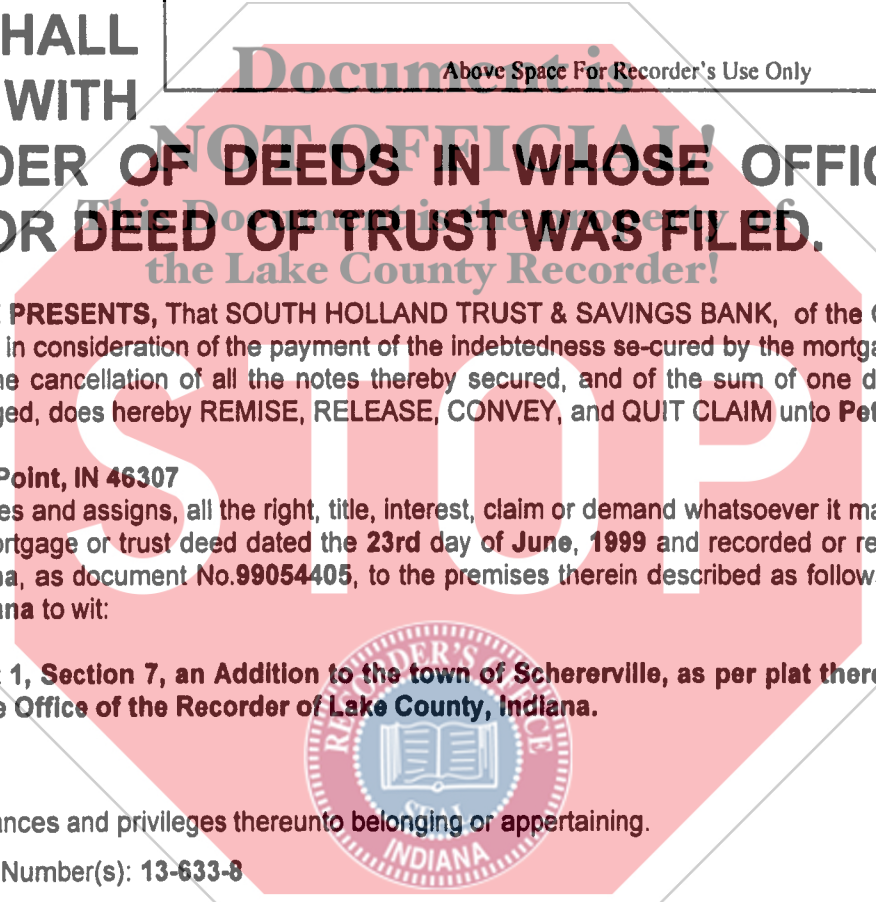 HALL
Above Space For Recorder's Use Only
WITH
Document is
NOT OFFICIAL!
DER OF DEEDS IN WHOSE OFFIC
This Document is the property of
OR DEED OF TRUST WAS FILED.
the Lake County Recorder!
PRESENTS, That SOUTH HOLLAND TRUST & SAVINGS BANK, of the
in consideration of the payment of the indebtedness se-cured by the mortga
he cancellation of all the notes thereby secured, and of the sum of one d
ged, does hereby REMISE, RELEASE, CONVEY, and QUIT CLAIM unto Pet
STOP
Point, IN 46307
es and assigns, all the right, title, interest, claim or demand whatsoever it ma
ortgage or trust deed dated the 23rd day of June, 1999 and recorded or re
na, as document No.99054405, to the premises therein described as follow
ana to wit:
1, Section 7, an Addition to the town of Schererville, as per plat there
e Office of the Recorder of Lake County, Indiana.
RECORDER'S OFFICE
SEAL
INDIANA
ances and privileges thereunto belonging or appertaining.
Number(s): 13-633-8